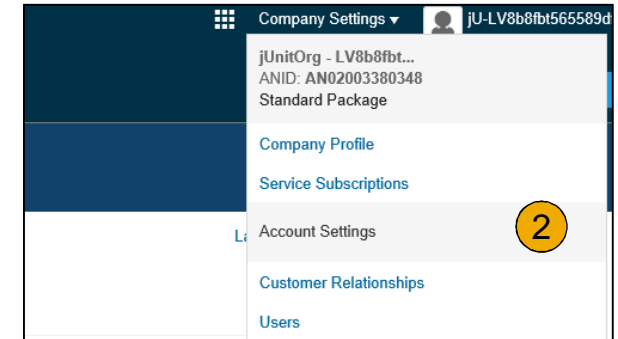 Company Settings ▾ jU-LV8b8fbt565589d
jUnitOrg - LV8b8fbt...
ANID: AN02003380348
Standard Package
Company Profile
Service Subscriptions
La
Account Settings
2
Customer Relationships
Users